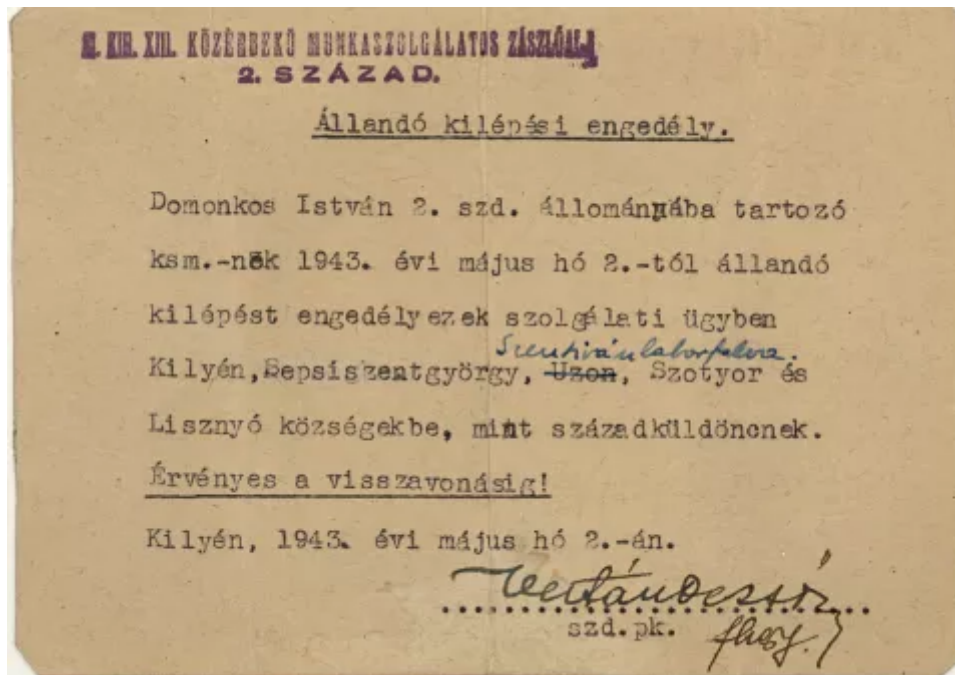 M. KIR. XIII. KÖZÉRDEKŰ MUNKASZOLGÁLATOS ZÁSZLÓALJ
2. SZÁZAD.
Állandó kilépési engedély.
Domonkos István 2. szd. állományába tartozó
ksm.-nek 1943. évi május hó 2.-tól állandó
kilépést engedélyezek szolgálati ügyben
Szentivánlaborfalva.
Kilyén, Sepsiszentgyörgy, Uzon, Szotyor és
Lisznyó községekbe, mint századküldöncnek.
Érvényes a visszavonásig!
Kilyén, 1943. évi május hó 2.-án.
szd.pk.